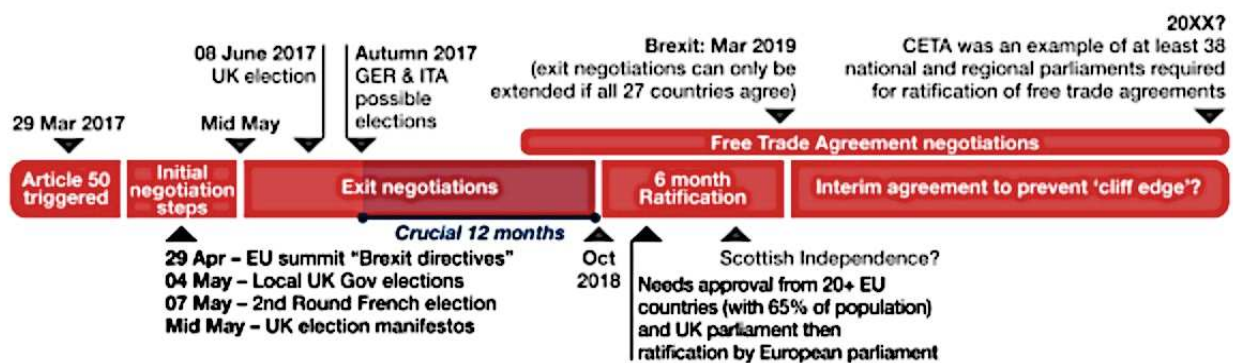 20XX?
CETA was an example of at least 38
national and regional parliaments required
for ratification of free trade agreements
Brexit: Mar 2019
(exit negotiations can only be
extended if all 27 countries agree)
08 June 2017
UK election
Autumn 2017
GER & ITA
possible
elections
29 Mar 2017
Mid May
Free Trade Agreement negotiations
Article 50
triggered
Initial
negotiation
steps
Exit negotiations
6 month
Ratification
Interim agreement to prevent ‘cliff edge’?
Crucial 12 months
29 Apr – EU summit “Brexit directives”
04 May – Local UK Gov elections
07 May – 2nd Round French election
Mid May – UK election manifestos
Oct
2018
Scottish Independence?
Needs approval from 20+ EU
countries (with 65% of population)
and UK parliament then
ratification by European parliament